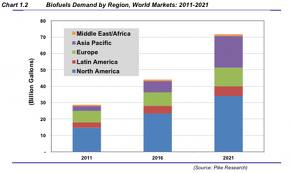 Chart 1.2 Biofuels Demand by Region, World Markets: 2011-2021
80
70
60
50
40
30
20
10
-
(Billion Gallons)
Middle East/Africa
Asia Pacific
Europe
Latin America
North America
2011 2016 2021
(Source: Pike Research)